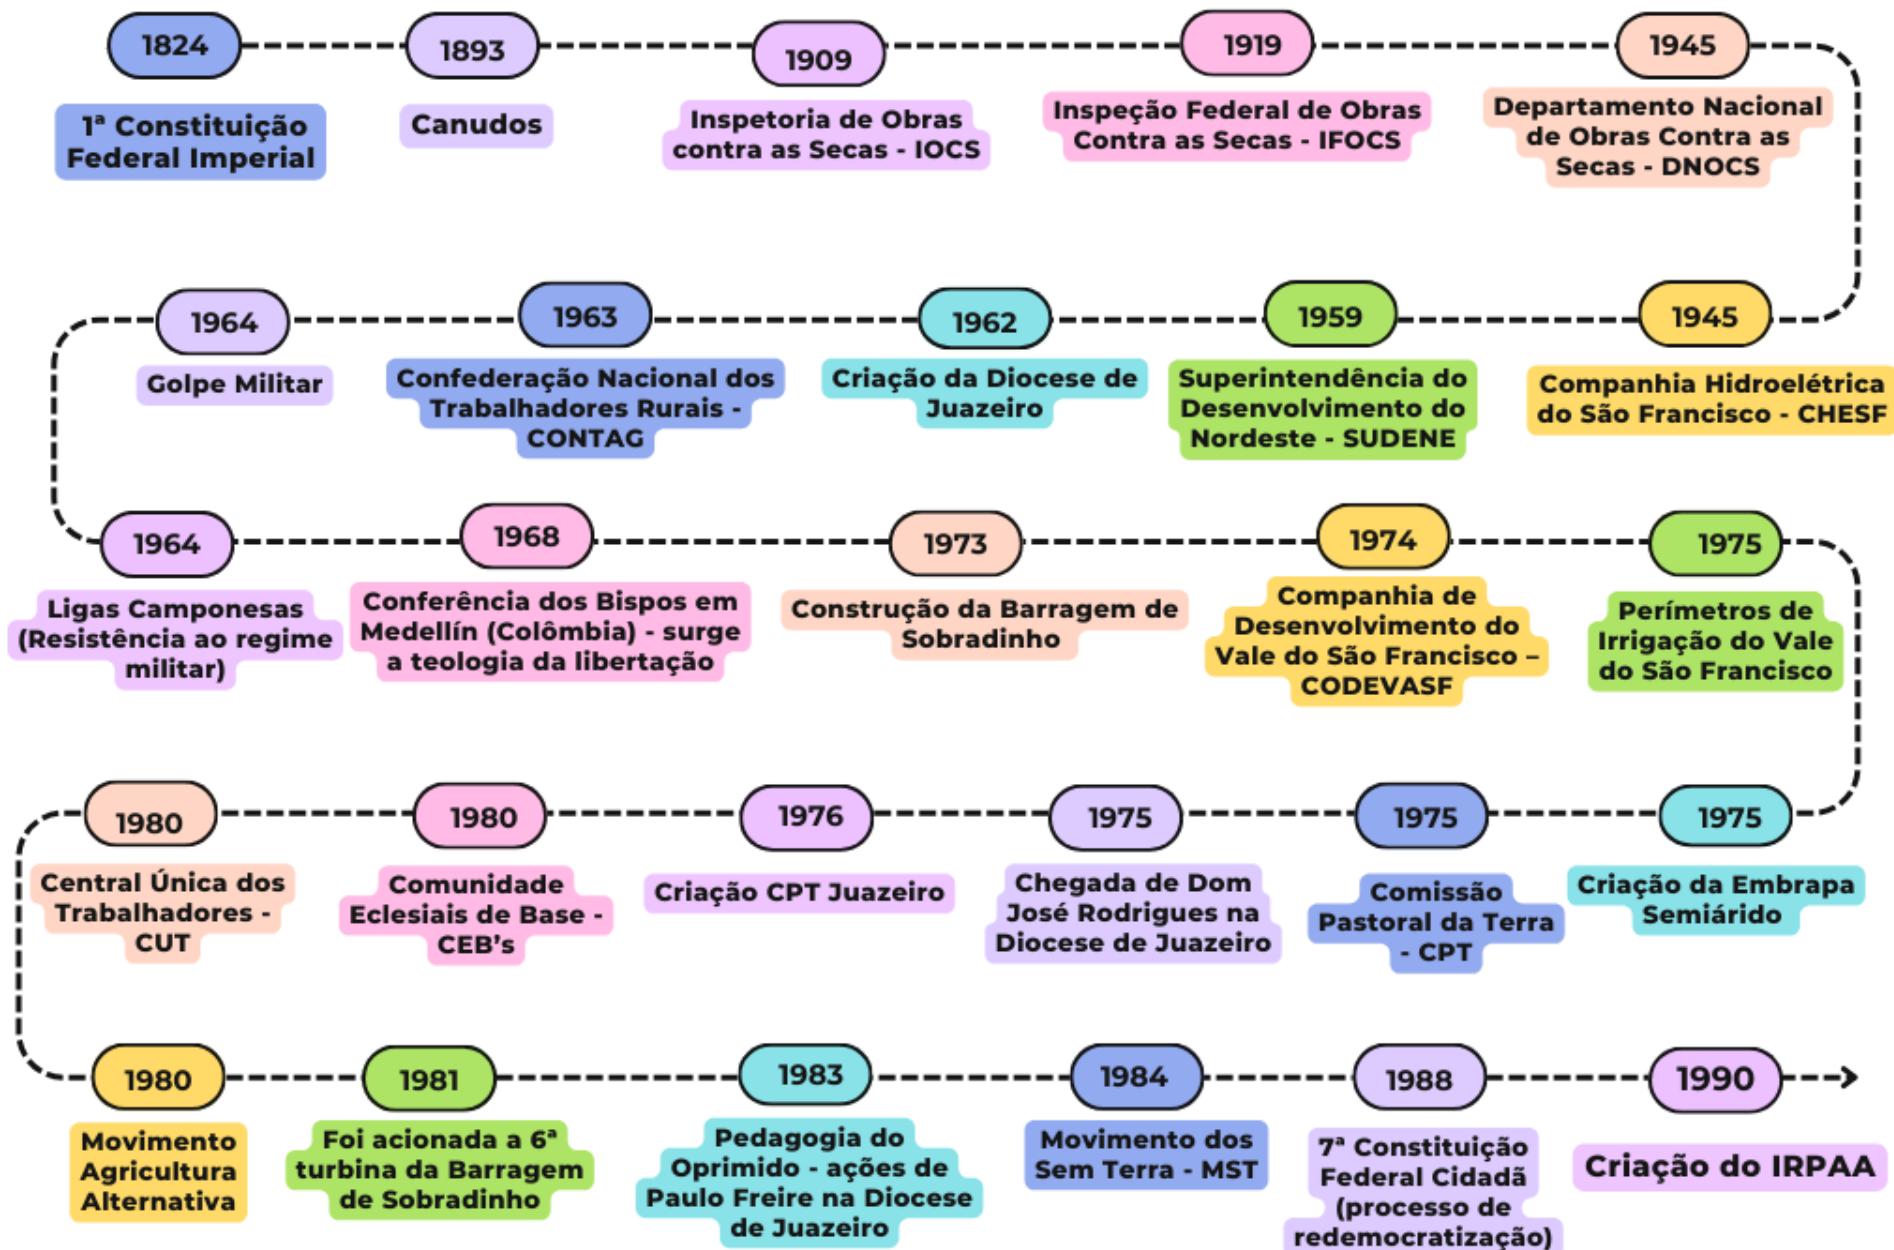 1824
1ª Constituição
Federal Imperial
1893
Canudos
1909
Inspetoria de Obras
contra as Secas - IOCS
1919
Inspeção Federal de Obras
Contra as Secas - IFOCS
1945
Departamento Nacional
de Obras Contra as
Secas - DNOCS
1945
Companhia Hidroelétrica
do São Francisco - CHESF
1959
Superintendência do
Desenvolvimento do
Nordeste - SUDENE
1962
Criação da Diocese de
Juazeiro
1963
Confederação Nacional dos
Trabalhadores Rurais -
CONTAG
1964
Golpe Militar
1964
Ligas Camponesas
(Resistência ao regime
militar)
1968
Conferência dos Bispos em
Medellín (Colômbia) - surge
a teologia da libertação
1973
Construção da Barragem de
Sobradinho
1974
Companhia de
Desenvolvimento do
Vale do São Francisco –
CODEVASF
1975
Perímetros de
Irrigação do Vale
do São Francisco
1975
Criação da Embrapa
Semiárido
1975
Comissão
Pastoral da Terra
- CPT
1975
Chegada de Dom
José Rodrigues na
Diocese de Juazeiro
1976
Criação CPT Juazeiro
1980
Comunidade
Eclesiais de Base -
CEB’s
1980
Central Única dos
Trabalhadores -
CUT
1980
Movimento
Agricultura
Alternativa
1981
Foi acionada a 6ª
turbina da Barragem
de Sobradinho
1983
Pedagogia do
Oprimido - ações de
Paulo Freire na Diocese
de Juazeiro
1984
Movimento dos
Sem Terra - MST
1988
7ª Constituição
Federal Cidadã
(processo de
redemocratização)
1990
Criação do IRPAA